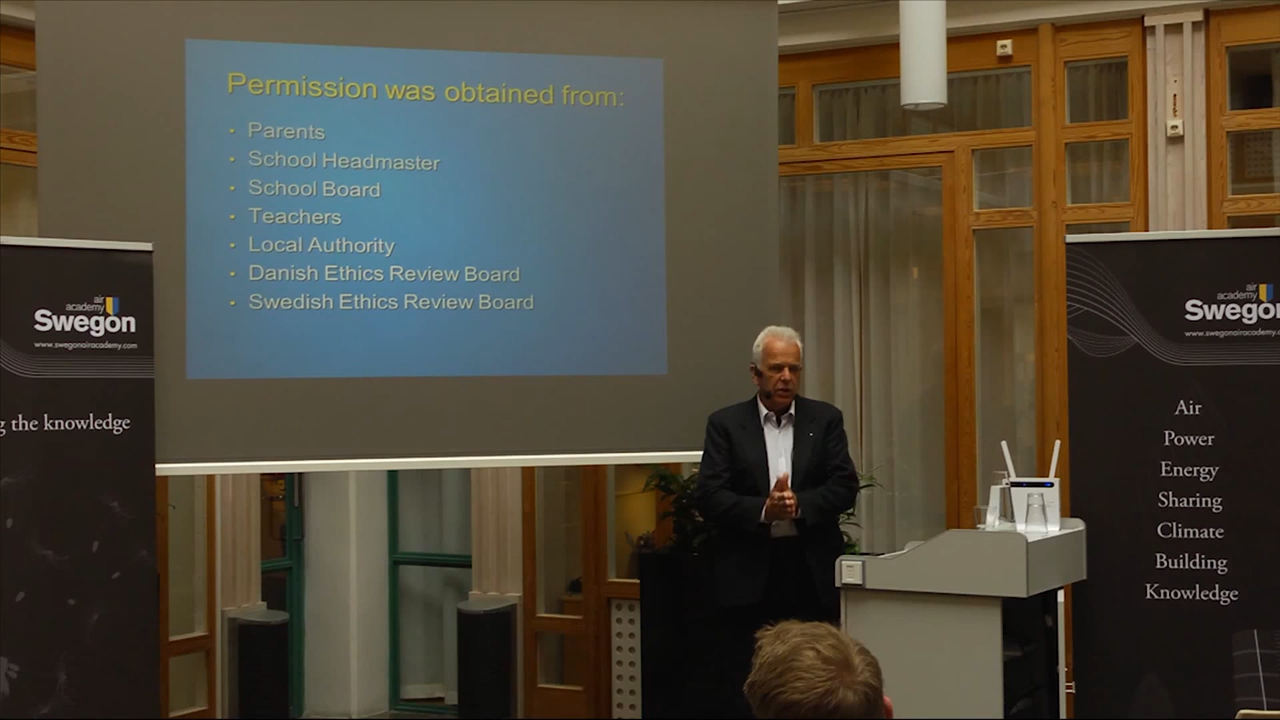 Permission was obtained from:
• Parents
• School Headmaster
• School Board
• Teachers
• Local Authority
• Danish Ethics Review Board
• Swedish Ethics Review Board
air
academy
Swegon
www.swegonairacademy.com
g the knowledge
air
academy
Swego
www.swegonairacademy.c
Air
Power
Energy
Sharing
Climate
Building
Knowledge